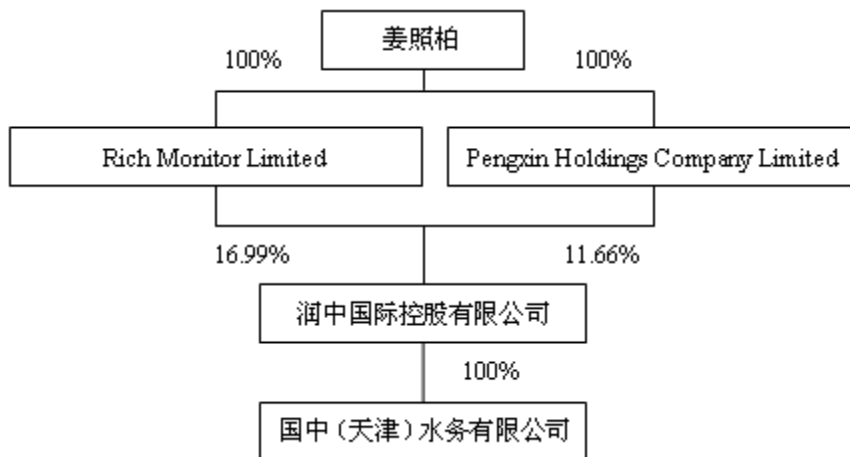 姜照柏
100% 100%
Rich Monitor Limited Pengxin Holdings Company Limited
16.99% 11.66%
润中国际控股有限公司
100%
国中（天津）水务有限公司